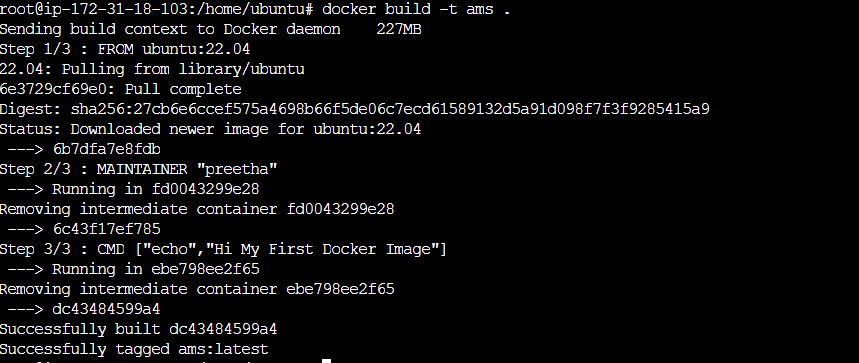 root@ip-172-31-18-103:/home/ubuntu# docker build -t ams .
Sending build context to Docker daemon    227MB
Step 1/3 : FROM ubuntu:22.04
22.04: Pulling from library/ubuntu
6e3729cf69e0: Pull complete
Digest: sha256:27cb6e6ccef575a4698b66f5de06c7ecd61589132d5a91d098f7f3f9285415a9
Status: Downloaded newer image for ubuntu:22.04
 ---> 6b7dfa7e8fdb
Step 2/3 : MAINTAINER "preetha"
 ---> Running in fd0043299e28
Removing intermediate container fd0043299e28
 ---> 6c43f17ef785
Step 3/3 : CMD ["echo","Hi My First Docker Image"]
 ---> Running in ebe798ee2f65
Removing intermediate container ebe798ee2f65
 ---> dc43484599a4
Successfully built dc43484599a4
Successfully tagged ams:latest